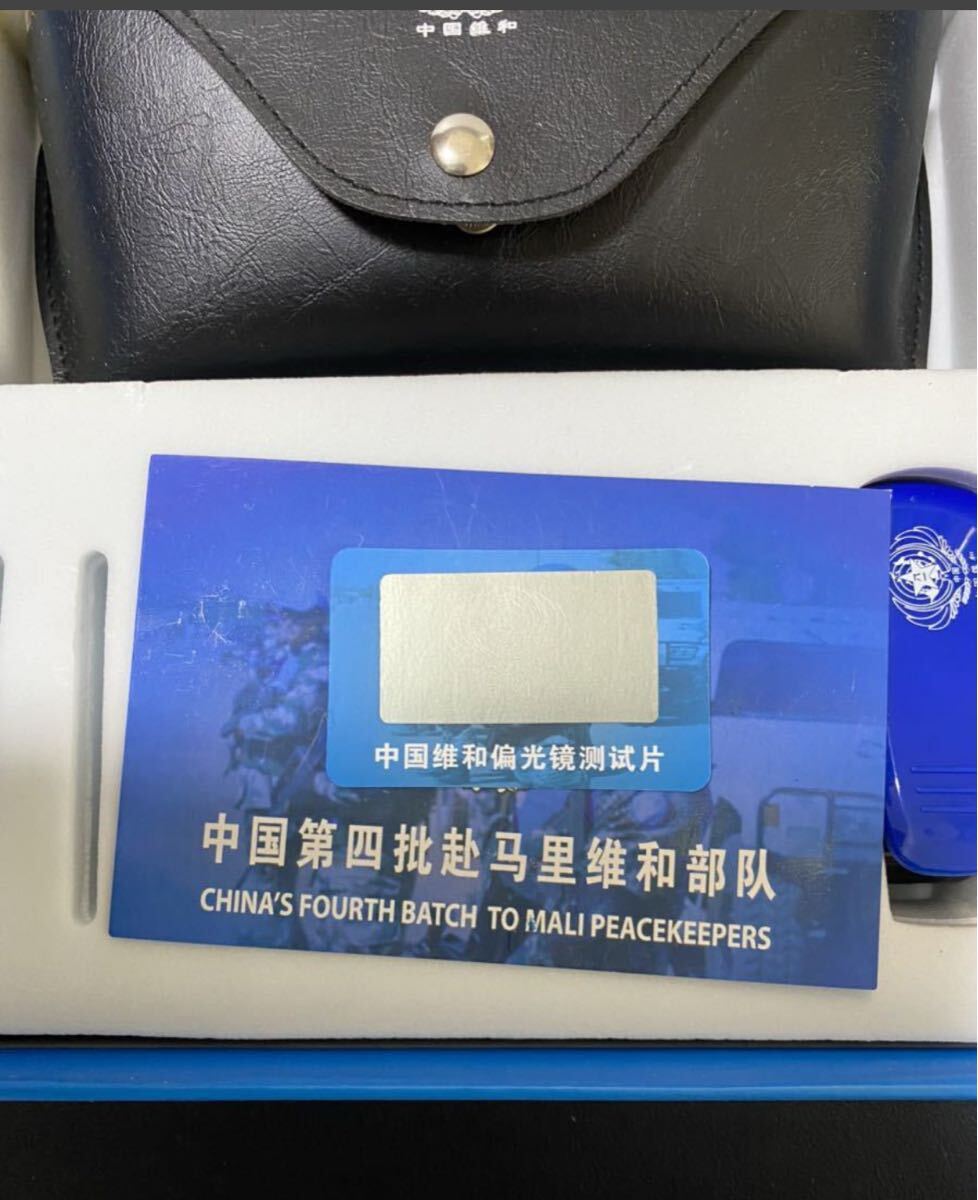 中国维和
中国维和偏光镜测试片
中国第四批赴马里维和部队
CHINA'S FOURTH BATCH TO MALI PEACEKEEPERS